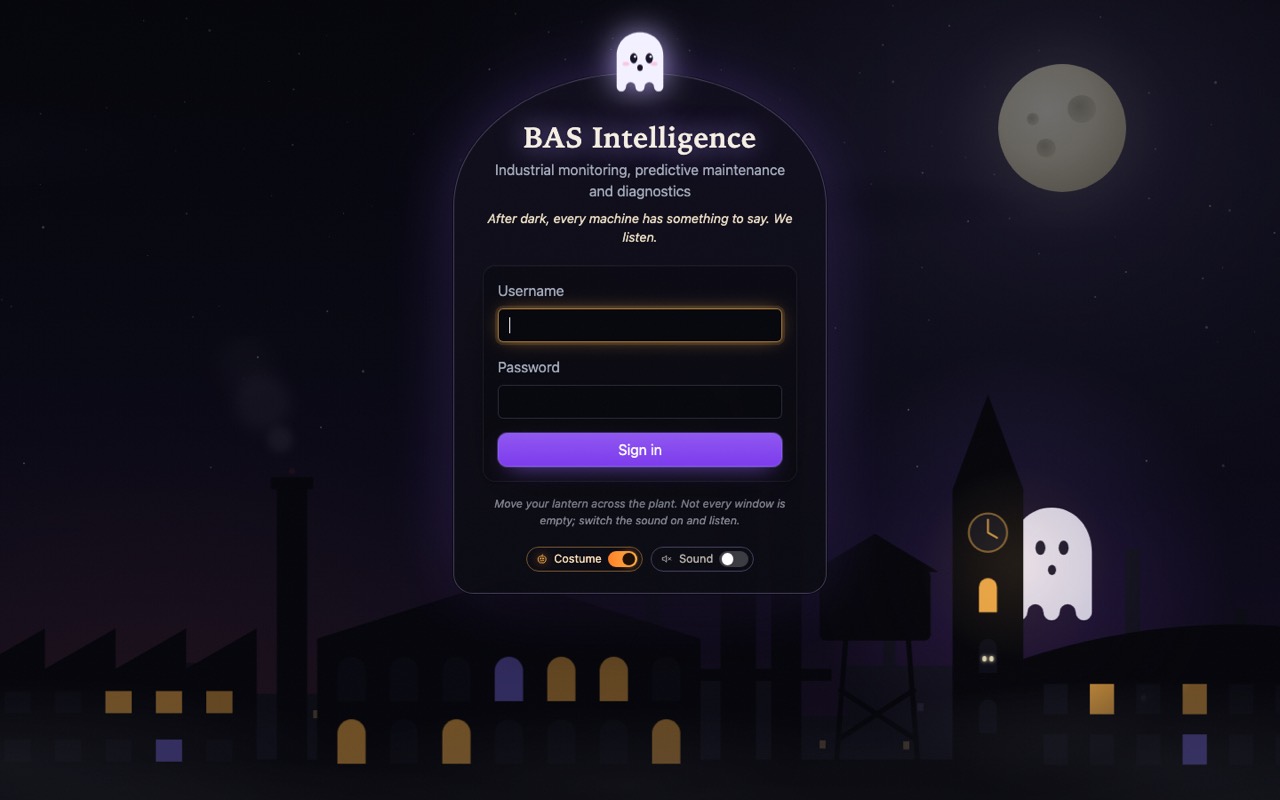 BAS Intelligence
Industrial monitoring, predictive maintenance
and diagnostics
After dark, every machine has something to say. We
listen.
Username
Password
Sign in
Move your lantern across the plant. Not every window is
empty; switch the sound on and listen.
Costume
Sound